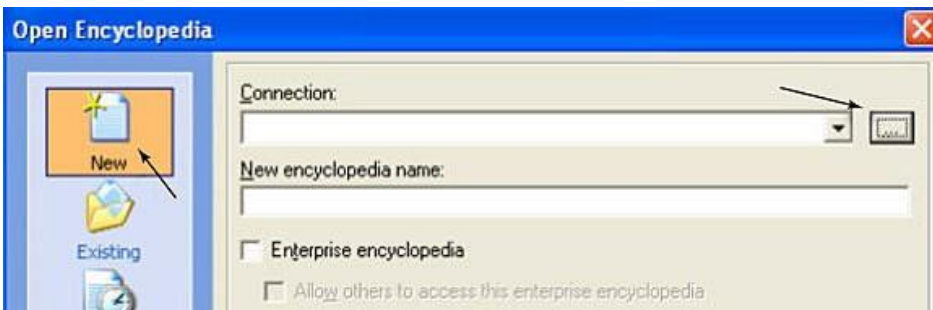 Open Encyclopedia
New
Existing
Connection:
...
New encyclopedia name:
Enterprise encyclopedia
Allow others to access this enterprise encyclopedia